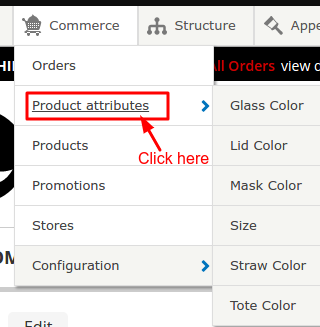 Commerce
Structure
Appe
HI
All Orders view o
Orders
Product attributes
Products
Promotions
Stores
Configuration
Click here
Glass Color
Lid Color
Mask Color
Size
Straw Color
Tote Color
OM
Edit